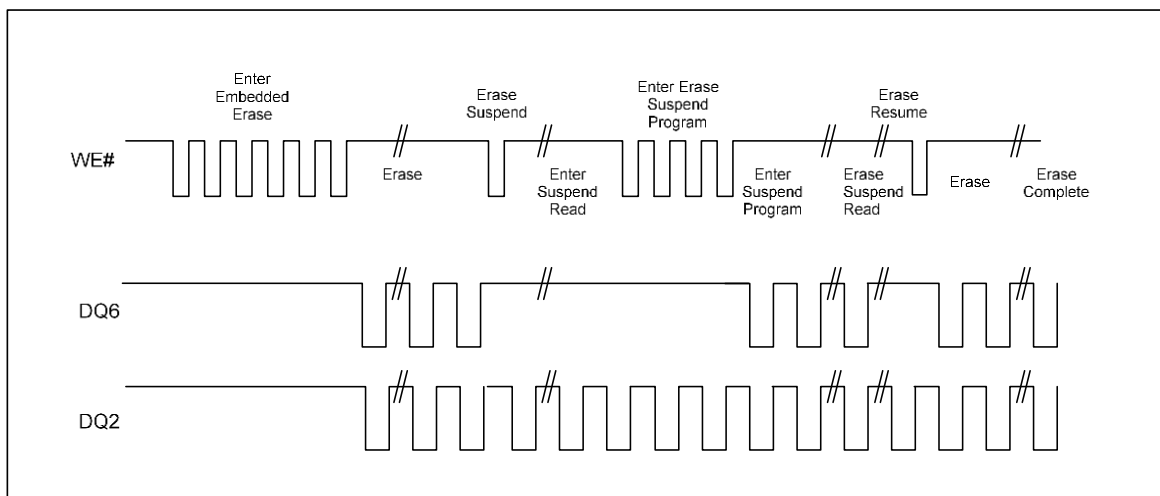 Enter
Embedded
Erase
Erase
Suspend
Enter Erase
Suspend
Program
Erase
Resume
WE#
Erase
Enter
Suspend
Read
Enter
Suspend
Program
Erase
Suspend
Read
Erase
Erase
Complete
DQ6
DQ2